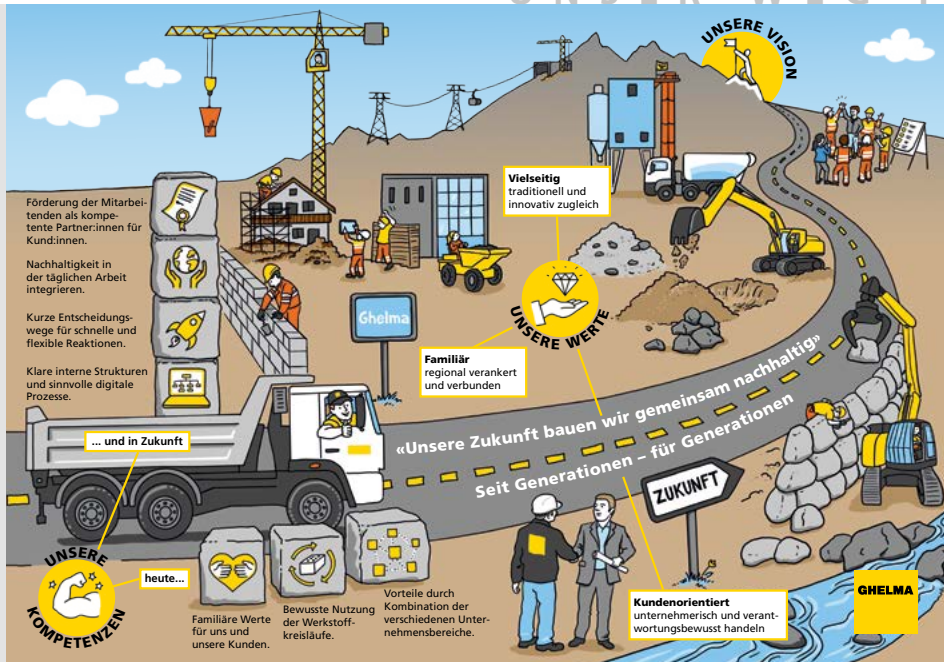 UNSERE VISION
Vielseitig
traditionell und
innovativ zugleich
Förderung der Mitarbei-
tenden als kompe-
tente Partner:innen für
Kund:innen.
Nachhaltigkeit in
der täglichen Arbeit
integrieren.
Kurze Entscheidungs-
wege für schnelle und
flexible Reaktionen.
Klare interne Strukturen
und sinnvolle digitale
Prozesse.
Ghelma
UNSERE WERTE
Familiär
regional verankert
und verbunden
«Unsere Zukunft bauen wir gemeinsam nachhaltig»
Seit Generationen – für Generationen
... und in Zukunft
ZUKUNFT
UNSERE
KOMPETENZEN
heute...
Familiäre Werte
für uns und
unsere Kunden.
Bewusste Nutzung
der Werkstoff-
kreisläufe.
Vorteile durch
Kombination der
verschiedenen Unter-
nehmensbereiche.
Kundenorientiert
unternehmerisch und verant-
wortungsbewusst handeln
GHELMA